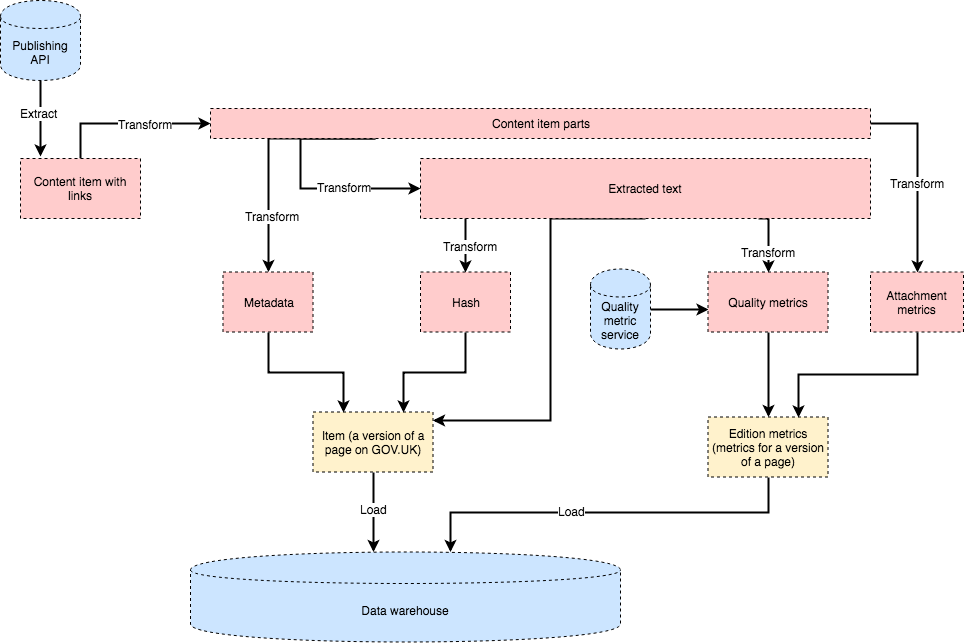 Publishing
API
Extract
Transform
Content item parts
Content item with
links
Transform
Extracted text
Transform
Transform
Transform
Transform
Metadata
Hash
Quality
metric
service
Quality metrics
Attachment
metrics
Item (a version of a
page on GOV.UK)
Edition metrics
(metrics for a version
of a page)
Load
Load
Data warehouse